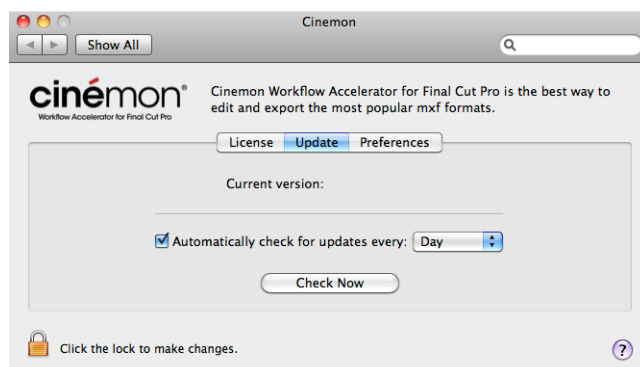 Cinemon
Show All
cinémon®
Workflow Accelerator for Final Cut Pro
Cinemon Workflow Accelerator for Final Cut Pro is the best way to
edit and export the most popular mxf formats.
License Update Preferences
Current version:
Automatically check for updates every: Day
Check Now
Click the lock to make changes.
?